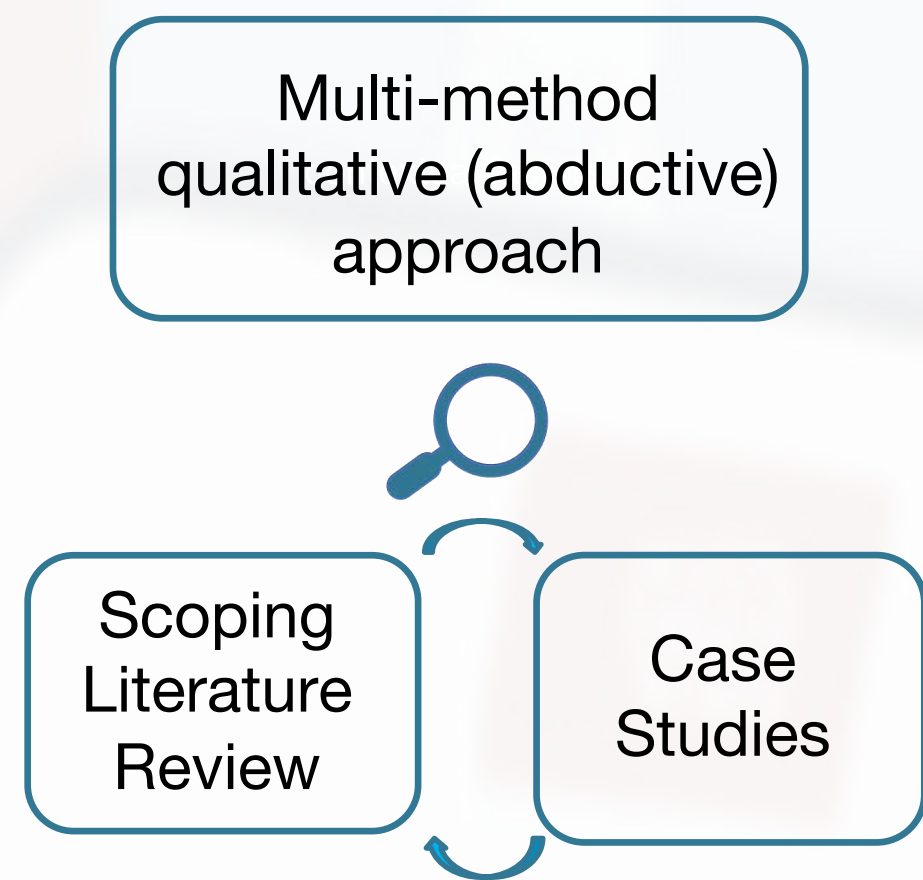 Multi-method
qualitative (abductive)
approach
Scoping
Literature
Review
Case
Studies